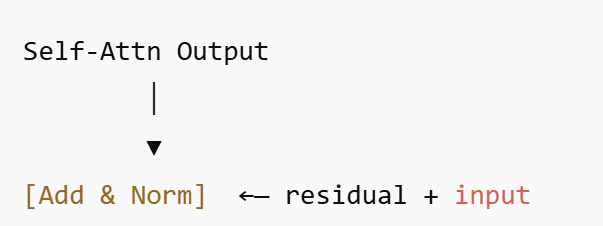 Self-Attn Output
│
▼
[Add & Norm] ←— residual + input